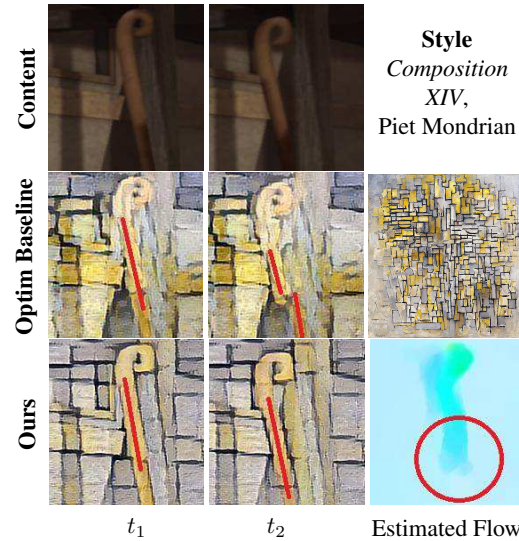 Content
Style
Composition
XIV,
Piet Mondrian
Optim Baseline
Ours
t1
t2
Estimated Flow